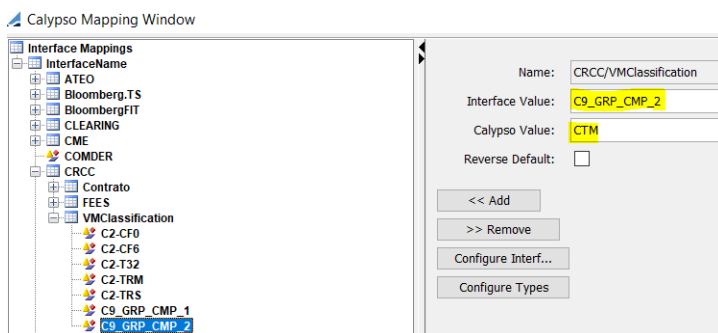 Calypso Mapping Window
Interface Mappings
InterfaceName
ATEO
Bloomberg.TS
BloombergFIT
CLEARING
CME
COMDER
CRCC
Contrato
FEES
VMClassification
C2-CF0
C2-CF6
C2-T32
C2-TRM
C2-TRS
C9_GRP_CMP_1
C9_GRP_CMP_2
Name: CRCC/VMClassification
Interface Value: C9_GRP_CMP_2
Calypso Value: CTM
Reverse Default:
<< Add
>> Remove
Configure Interf...
Configure Types